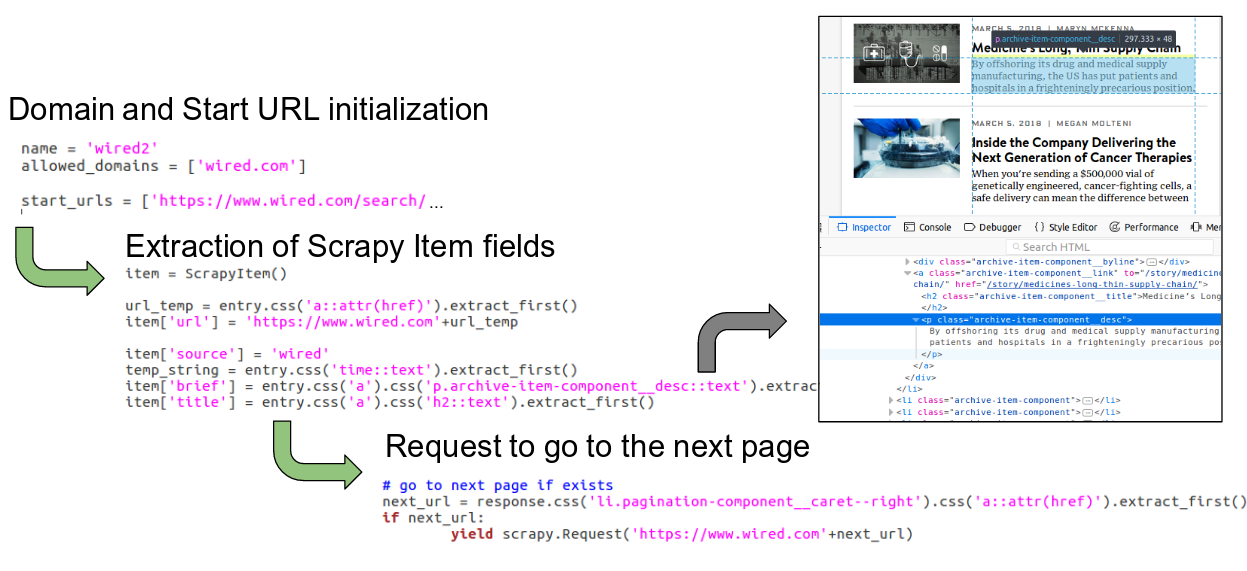 Domain and Start URL initialization
name = 'wired2'
allowed_domains = ['wired.com']
start_urls = ['https://www.wired.com/search/ ...
Extraction of Scrapy Item fields
item = ScrapyItem()
url_temp = entry.css('a::attr(href)').extract_first()
item['url'] = 'https://www.wired.com'+url_temp
item['source'] = 'wired'
temp_string = entry.css('time::text').extract_first()
item['brief'] = entry.css('a').css('p.archive-item-component__desc::text').extrac
item['title'] = entry.css('a').css('h2::text').extract_first()
Request to go to the next page
# go to next page if exists
next_url = response.css('li.pagination-component__caret--right').css('a::attr(href)').extract_first()
if next_url:
yield scrapy.Request('https://www.wired.com'+next_url)
MARCH 5, 2018 | MARYN MCKENNA
p.archive-item-component__desc | 297.333 × 48
Medicine's Long, Thin Supply Chain
By offshoring its drug and medical supply
manufacturing, the US has put patients and
hospitals in a frighteningly precarious position.
MARCH 5, 2018 | MEGAN MOLTENI
Inside the Company Delivering the
Next Generation of Cancer Therapies
When you're sending a $500,000 vial of
genetically engineered, cancer-fighting cells, a
safe delivery can mean the difference between
Inspector Console Debugger { } Style Editor Performance Mer
Search HTML
<div class="archive-item-component__byline"></div>
<a class="archive-item-component__link" to="/story/medicine
chain/" href="/story/medicines-long-thin-supply-chain/">
<h2 class="archive-item-component__title">Medicine's Long
</h2>
<p class="archive-item-component__desc">
By offshoring its drug and medical supply manufacturing
patients and hospitals in a frighteningly precarious pos
</p>
</a>
</div>
</li>
<li class="archive-item-component"></li>
<li class="archive-item-component"></li>